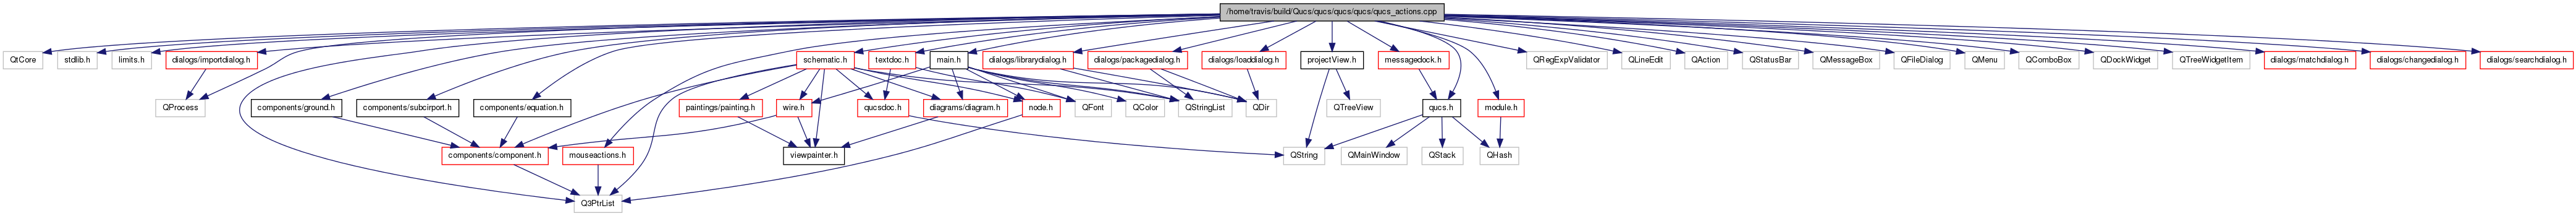 /home/travis/build/Qucs/qucs/qucs/qucs/qucs_actions.cpp
QtCore
stdlib.h
limits.h
dialogs/importdialog.h
schematic.h
textdoc.h
main.h
dialogs/librarydialog.h
dialogs/packagedialog.h
dialogs/loaddialog.h
projectView.h
messagedock.h
QRegExpValidator
QLineEdit
QAction
QStatusBar
QMessageBox
QFileDialog
QMenu
QComboBox
QDockWidget
QTreeWidgetItem
dialogs/matchdialog.h
dialogs/changedialog.h
dialogs/searchdialog.h
QProcess
components/ground.h
components/subcirport.h
components/equation.h
paintings/painting.h
wire.h
qucsdoc.h
diagrams/diagram.h
node.h
QFont
QColor
QStringList
QDir
QTreeView
qucs.h
module.h
components/component.h
mouseactions.h
viewpainter.h
QString
QMainWindow
QStack
QHash
Q3PtrList